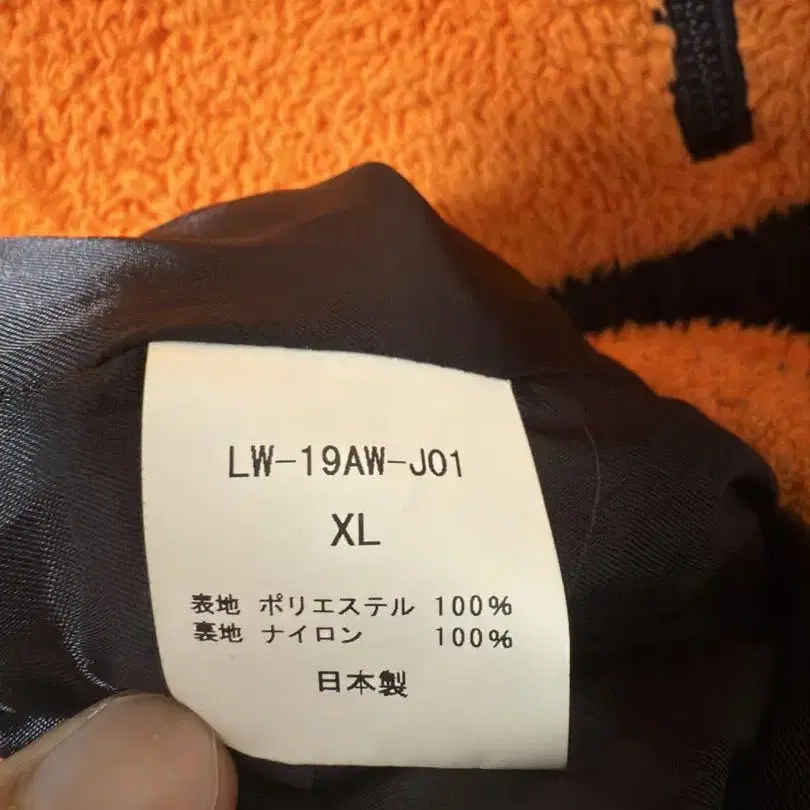 LW-19AW-J01
XL
表地 ポリエステル 100%
裏地 ナイロン 100%
日本製